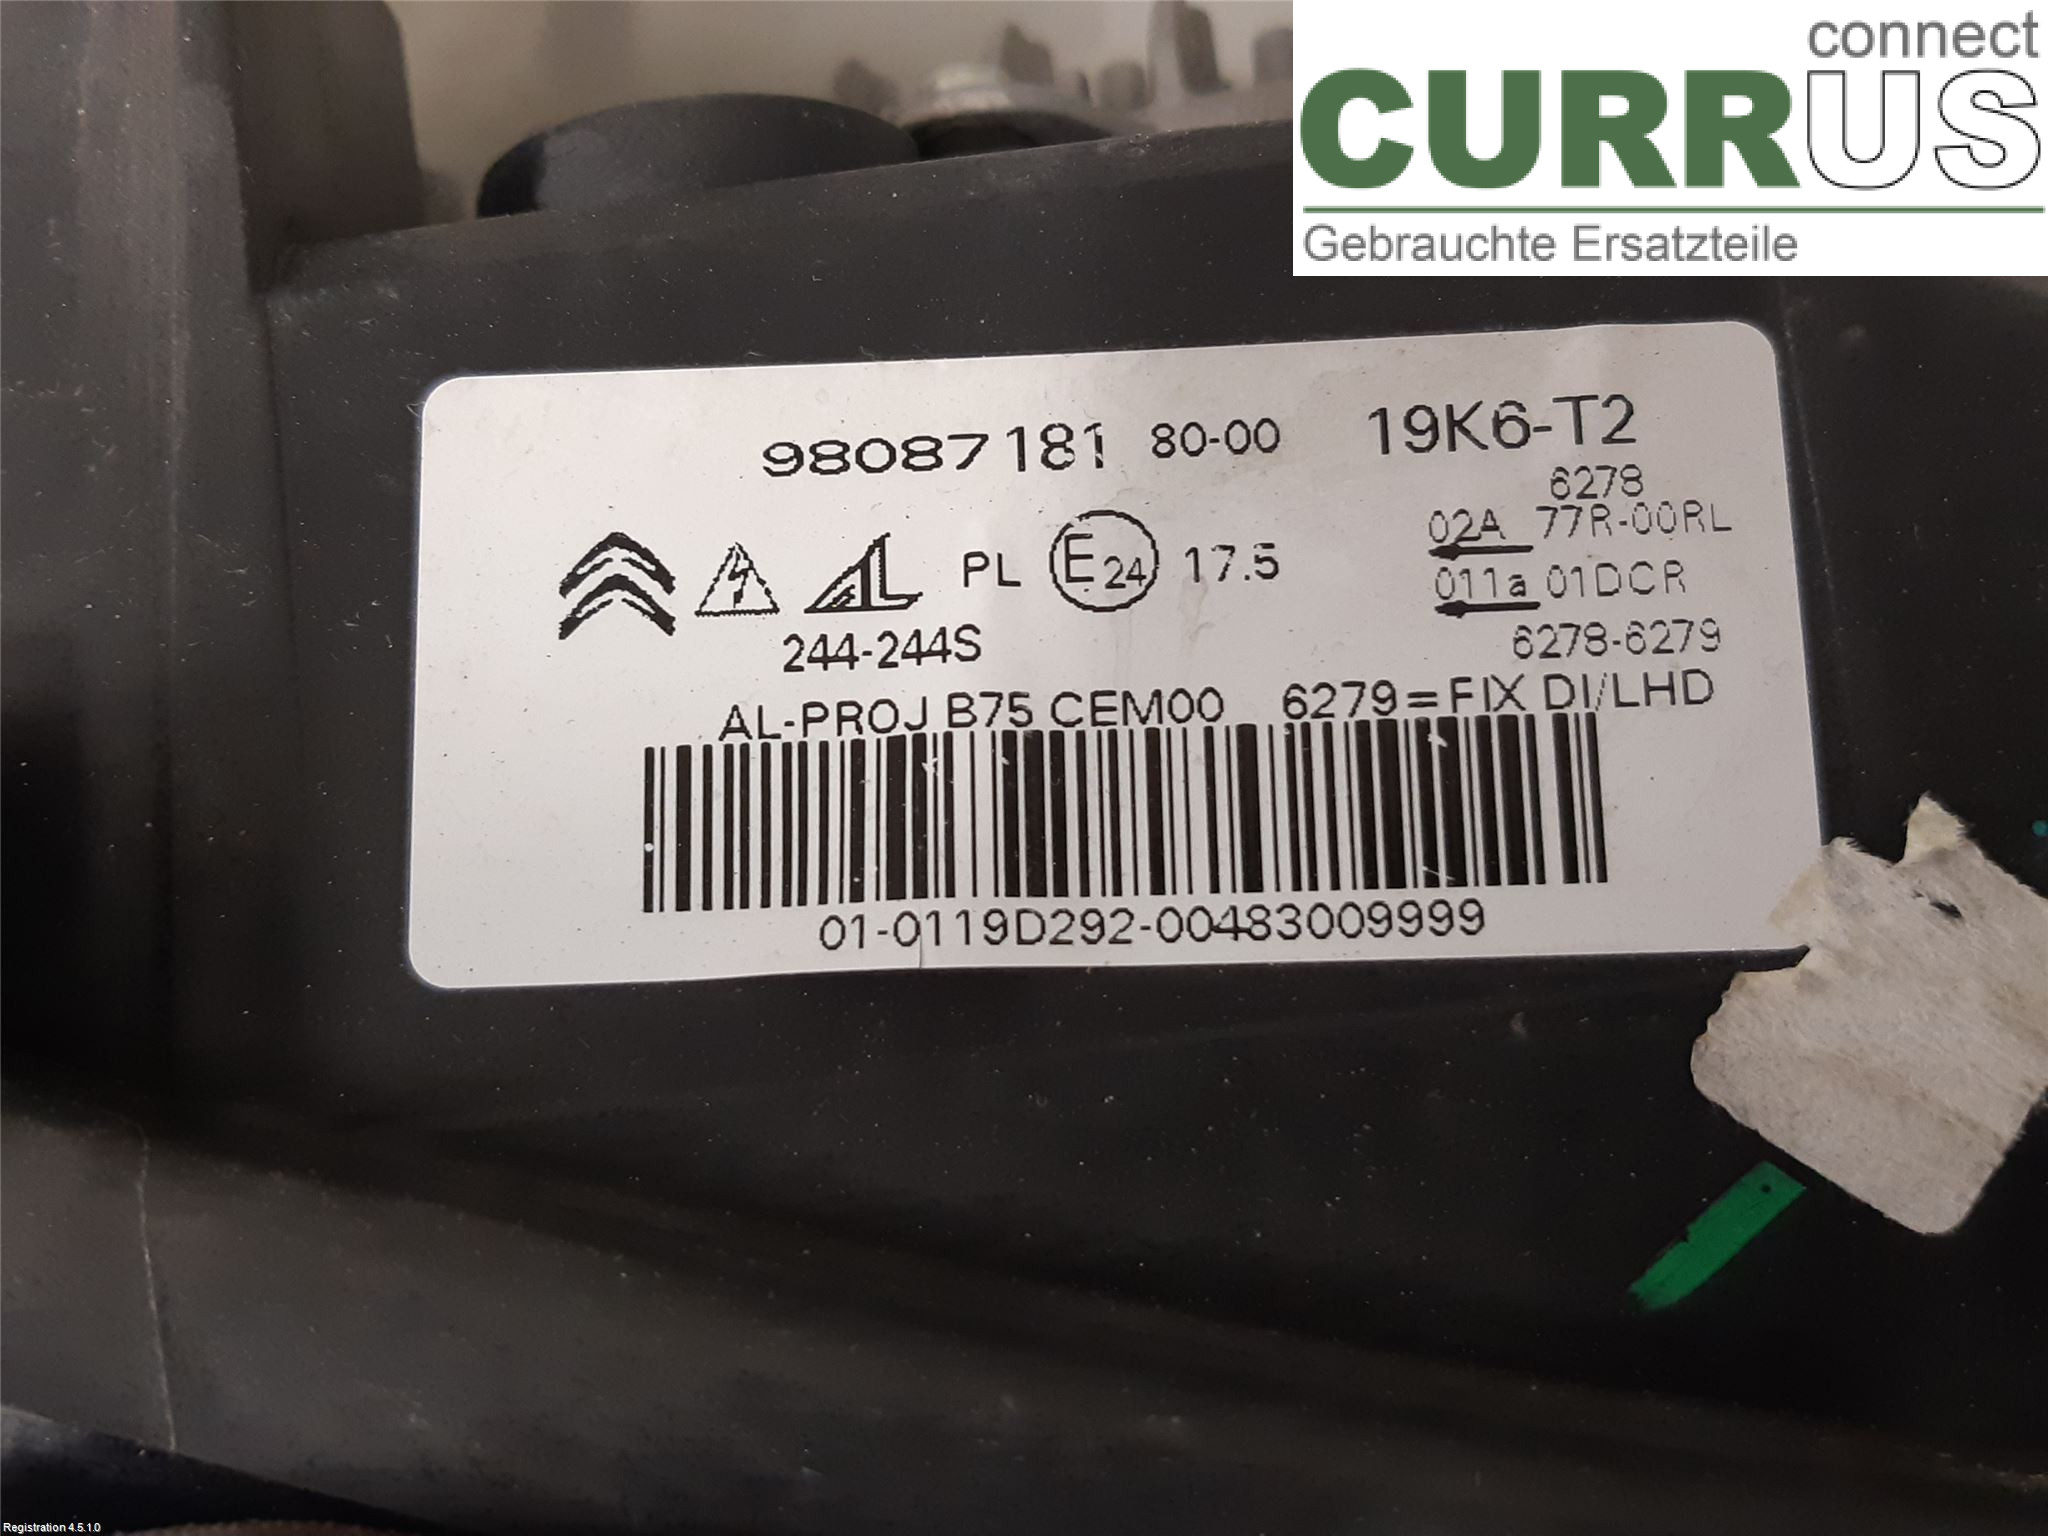 connect
CURRUS
Gebrauchte Ersatzteile
98087181 80-00 19K6-T2
6278
02A 77R-00RL
AL PL E24 17.5
011a 01DCR
244-244S 6278-6279
AL-PROJ B75 CEM00 6279=FIX DI/LHD
01-0119D292-00483009999
Registration 4.5.1.0